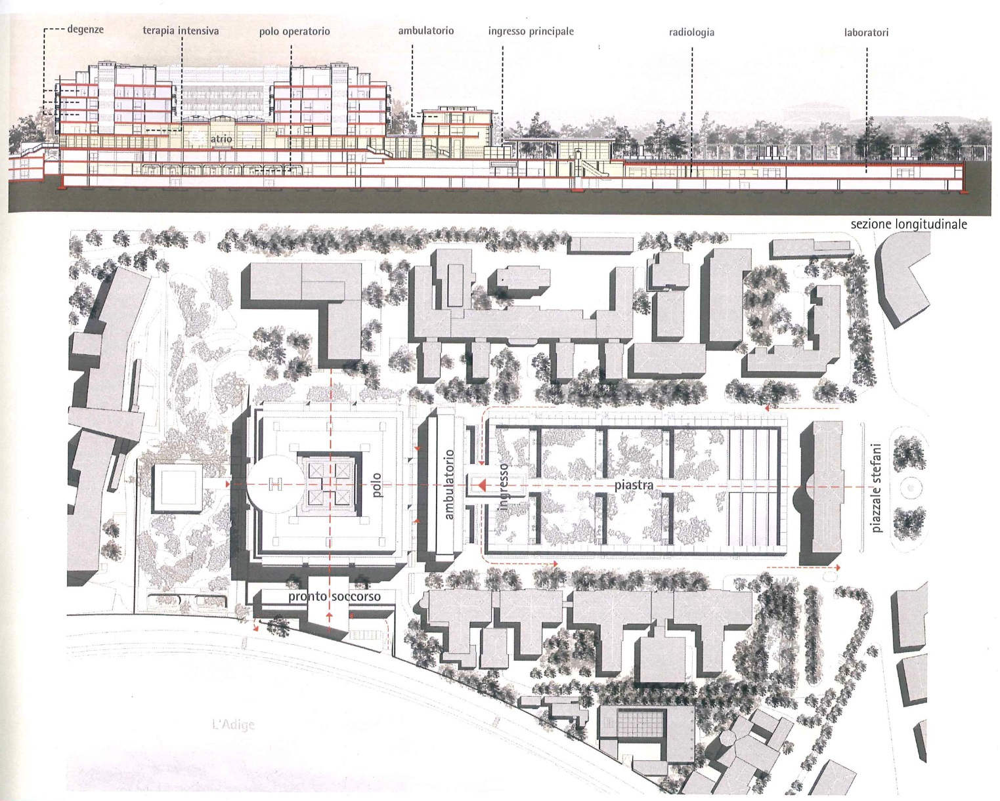 degenze
terapia intensiva
polo operatorio
ambulatorio
ingresso principale
radiologia
laboratori
atrio
sezione longitudinale
H
polo
ambulatorio
ingresso
piastra
piazzale stefani
pronto soccorso
L'Adige